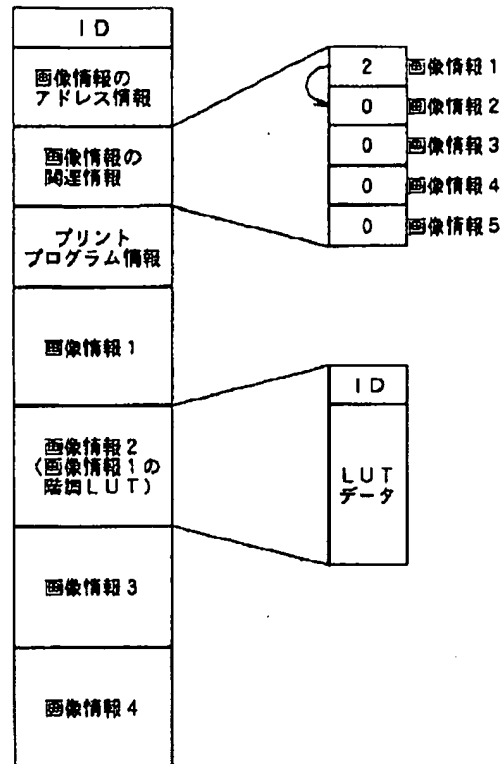 ID
画像情報の
アドレス情報
画像情報の
関連情報
プリント
プログラム情報
画像情報1
画像情報2
(画像情報1の
階調LUT)
画像情報3
画像情報4
2 画像情報1
0 画像情報2
0 画像情報3
0 画像情報4
0 画像情報5
ID
LUT
データ